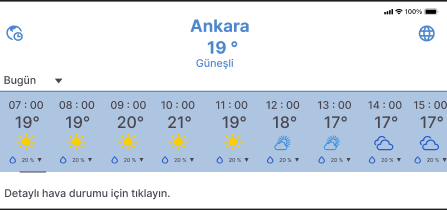 100%
Ankara
19 °
Güneşli
Bugün
07 : 00 08 : 00 09 : 00 10 : 00 11 : 00 12 : 00 13 : 00 14 : 00 15 : 00
19° 19° 20° 21° 19° 18° 17° 17° 17°
20 % 20 % 20 % 20 % 20 % 20 % 20 % 20 % 20 %
Detaylı hava durumu için tıklayın.